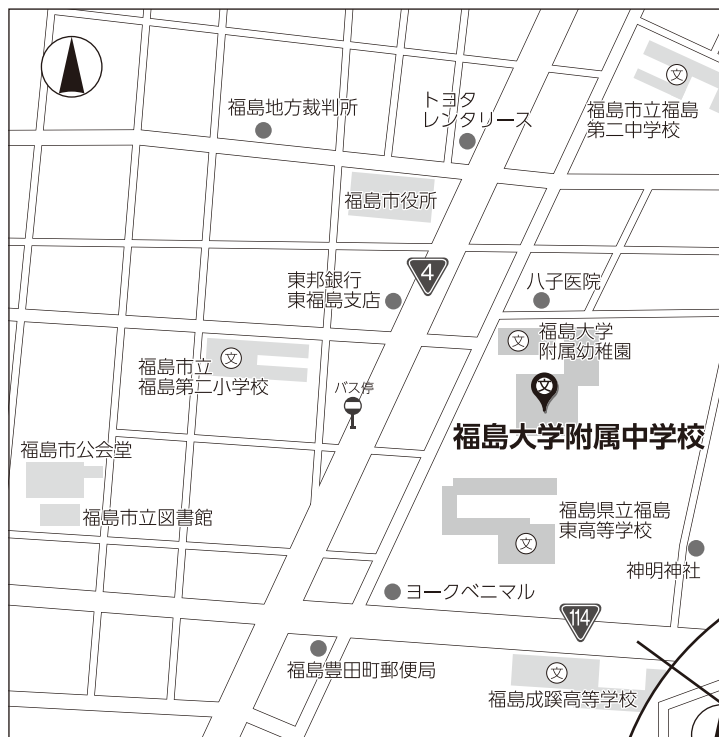 福島地方裁判所
トヨタ
レンタリース
文
福島市立福島
第二中学校
福島市役所
4
東邦銀行
東福島支店
八子医院
文
福島大学
附属幼稚園
文
福島市立
福島第二小学校
バス停
文
福島大学附属中学校
福島市公会堂
福島市立図書館
福島県立福島
東高等学校
文
神明神社
ヨークベニマル
114
福島豊田町郵便局
文
福島成蹊高等学校